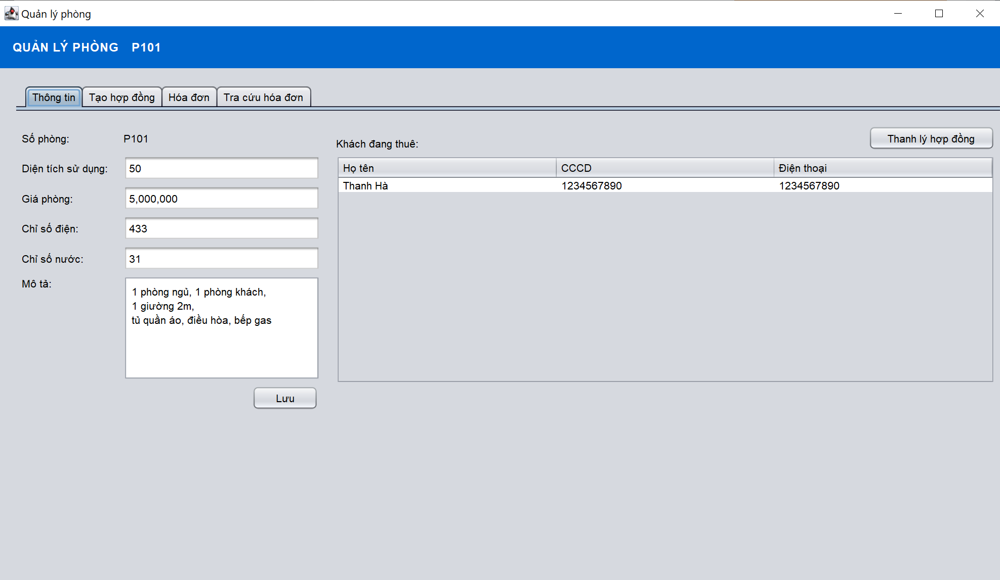 Quản lý phòng
QUẢN LÝ PHÒNG P101
Thông tin Tạo hợp đồng Hóa đơn Tra cứu hóa đơn
Số phòng: P101
Diện tích sử dụng: 50
Giá phòng: 5,000,000
Chỉ số điện: 433
Chỉ số nước: 31
Mô tả: 1 phòng ngủ, 1 phòng khách,
1 giường 2m,
tủ quần áo, điều hòa, bếp gas
Lưu
Khách đang thuê:
Thanh lý hợp đồng
Họ tên CCCD Điện thoại
Thanh Hà 1234567890 1234567890